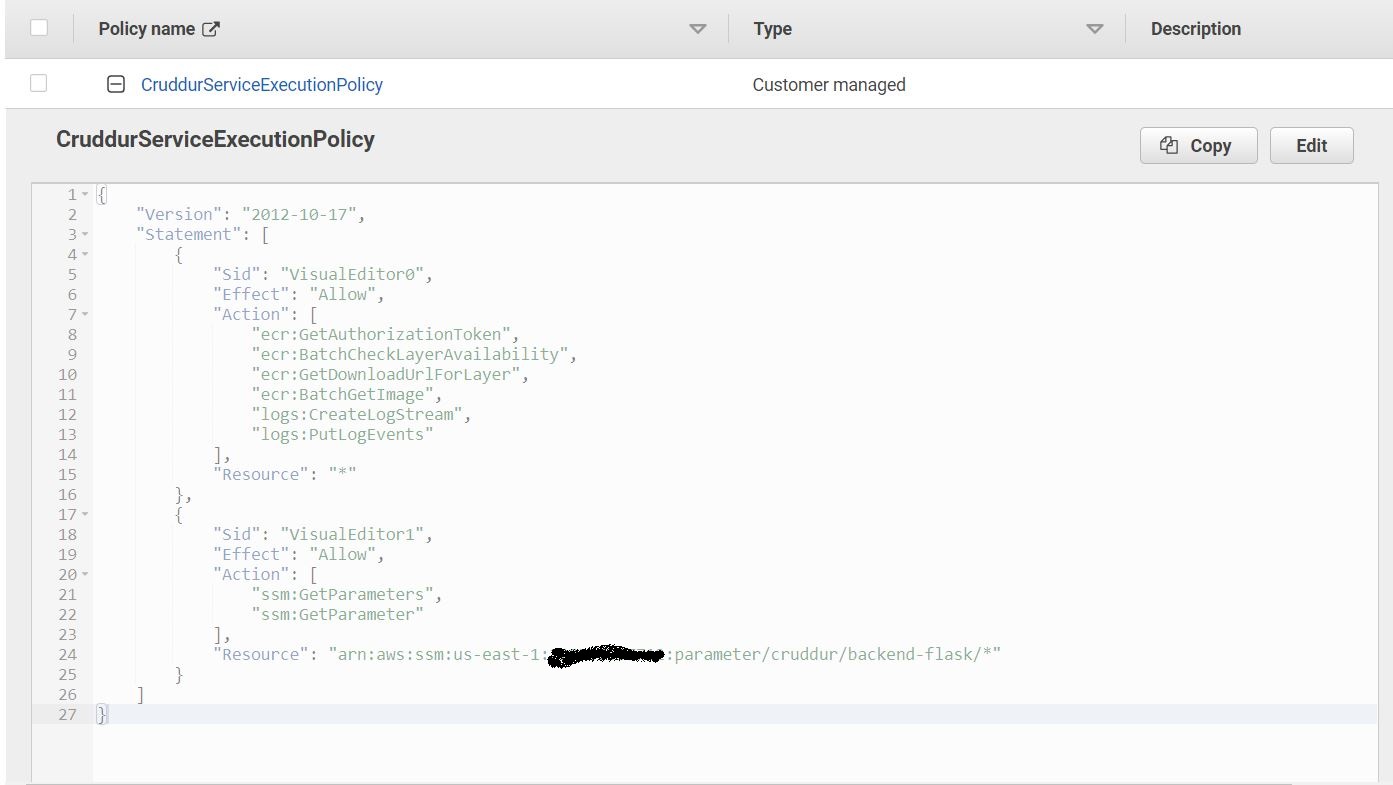 Policy name Type Description
CruddurServiceExecutionPolicy Customer managed
CruddurServiceExecutionPolicy Copy Edit
1 {
2 "Version": "2012-10-17",
3 "Statement": [
4 {
5 "Sid": "VisualEditor0",
6 "Effect": "Allow",
7 "Action": [
8 "ecr:GetAuthorizationToken",
9 "ecr:BatchCheckLayerAvailability",
10 "ecr:GetDownloadUrlForLayer",
11 "ecr:BatchGetImage",
12 "logs:CreateLogStream",
13 "logs:PutLogEvents"
14 ],
15 "Resource": "*"
16 },
17 {
18 "Sid": "VisualEditor1",
19 "Effect": "Allow",
20 "Action": [
21 "ssm:GetParameters",
22 "ssm:GetParameter"
23 ],
24 "Resource": "arn:aws:ssm:us-east-1: :parameter/cruddur/backend-flask/*"
25 }
26 ]
27 }